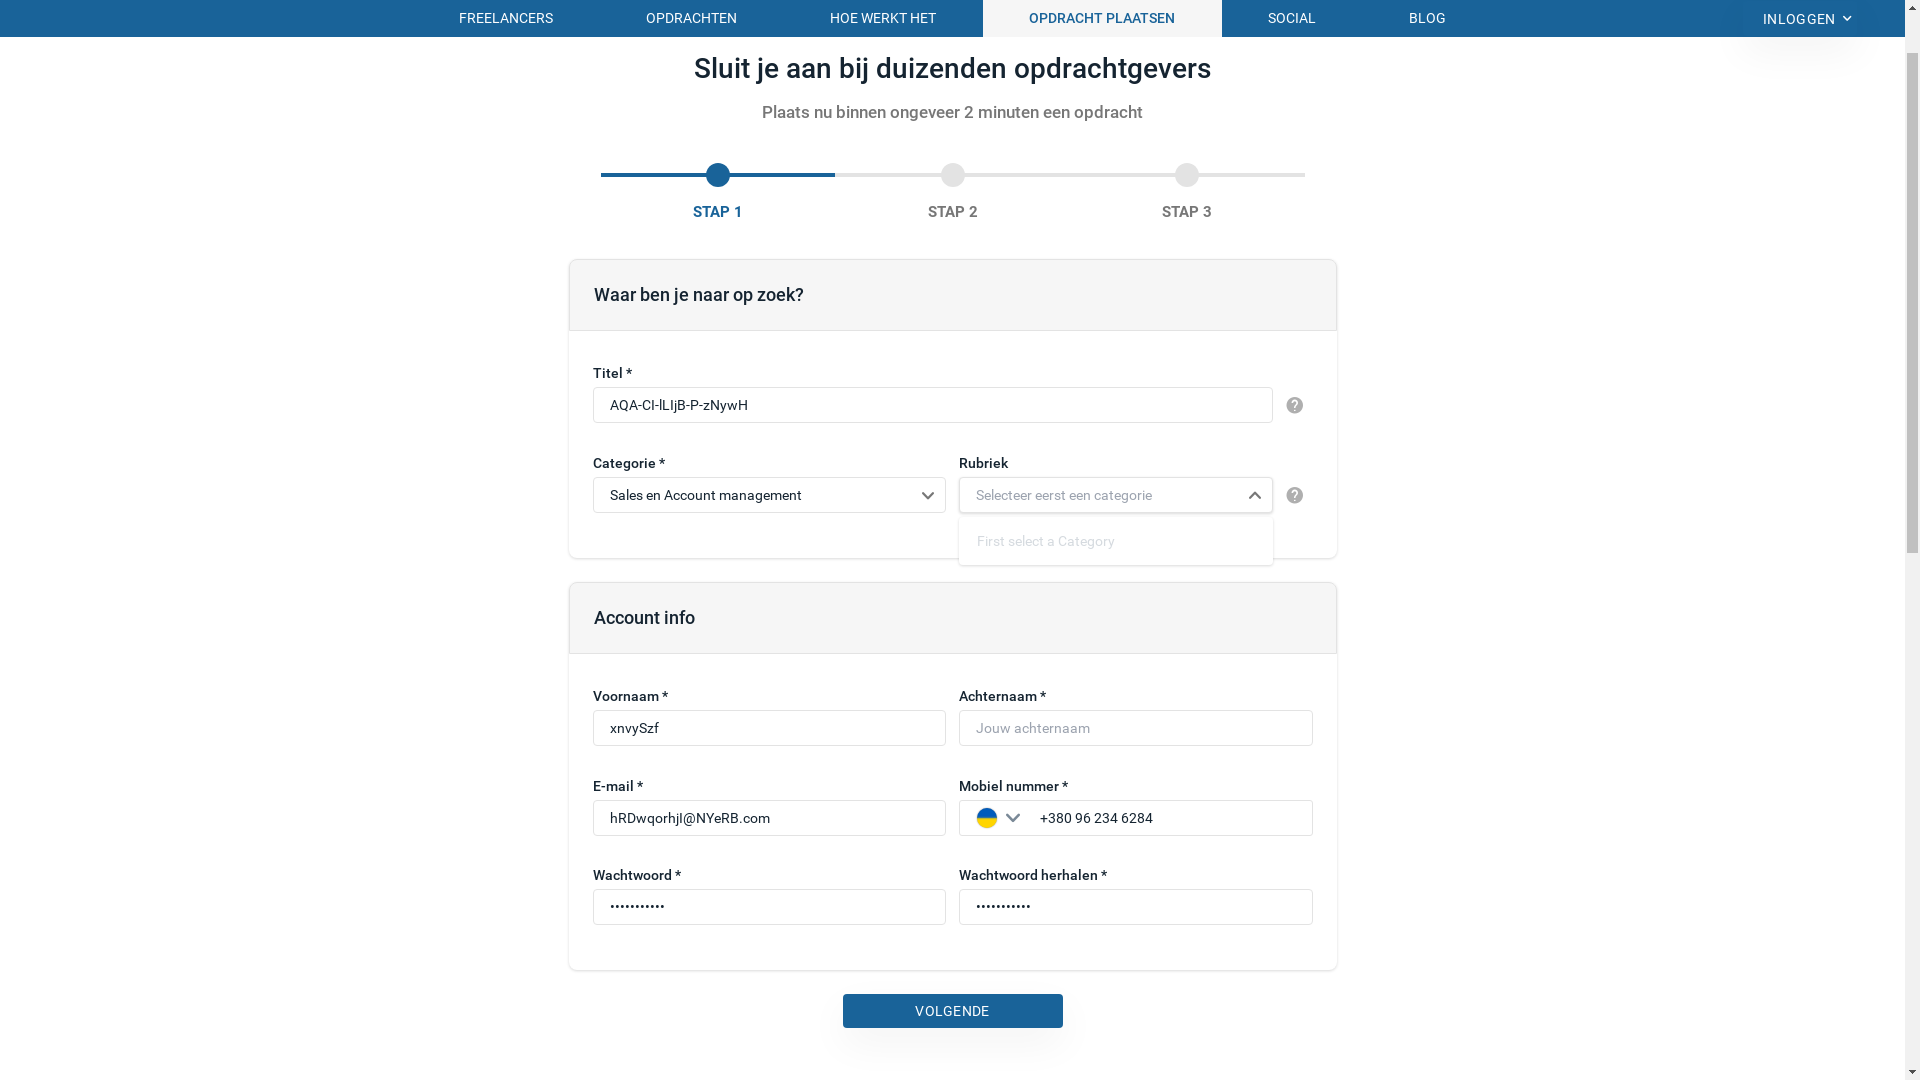 FREELANCERS OPDRACHTEN HOE WERKT HET OPDRACHT PLAATSEN SOCIAL BLOG INLOGGEN
Sluit je aan bij duizenden opdrachtgevers
Plaats nu binnen ongeveer 2 minuten een opdracht
STAP 1 STAP 2 STAP 3
Waar ben je naar op zoek?
Titel *
AQA-CI-lLIjB-P-zNywH
Categorie * Rubriek
Sales en Account management Selecteer eerst een categorie
First select a Category
Account info
Voornaam * Achternaam *
xnvySzf Jouw achternaam
E-mail * Mobiel nummer *
hRDwqorhjI@NYeRB.com +380 96 234 6284
Wachtwoord * Wachtwoord herhalen *
••••••••••• •••••••••••
VOLGENDE